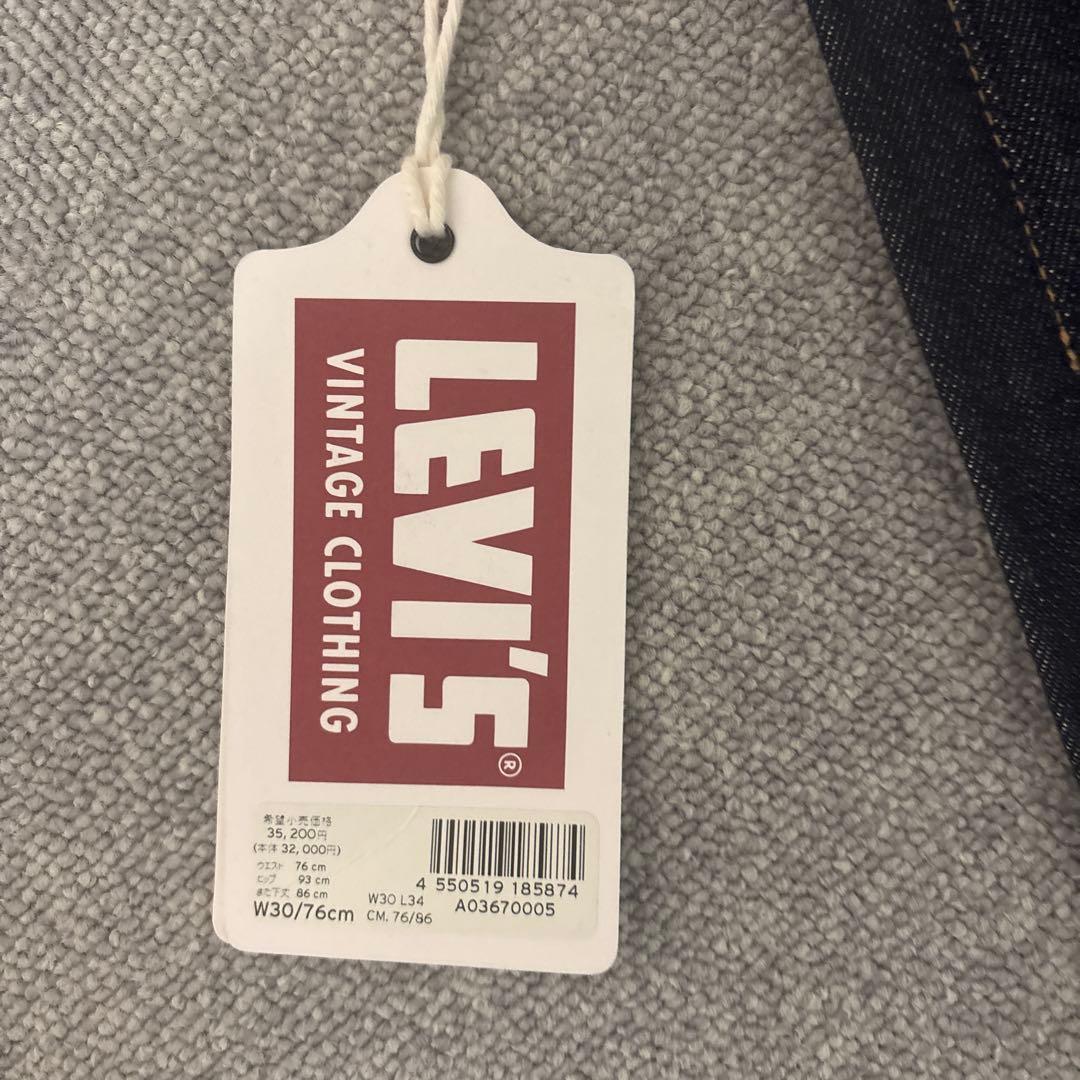 LEVI'S®
VINTAGE CLOTHING
希望小売価格
35,200円
(本体 32,000円)
ウエスト 76 cm
ヒップ 93 cm
また下丈 86 cm
W30/76cm
W30 L34
CM. 76/86
4 550519 185874
A03670005